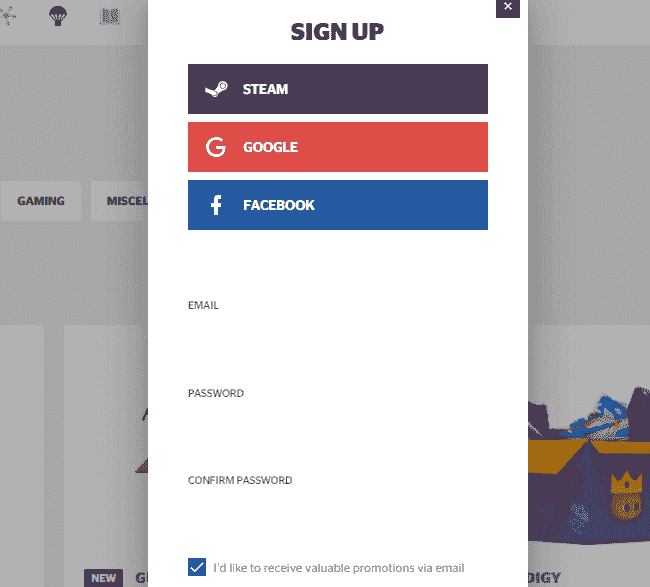 SIGN UP
STEAM
GOOGLE
FACEBOOK
GAMING
MISCEL
EMAIL
PASSWORD
CONFIRM PASSWORD
I'd like to receive valuable promotions via email
NEW
DIGY